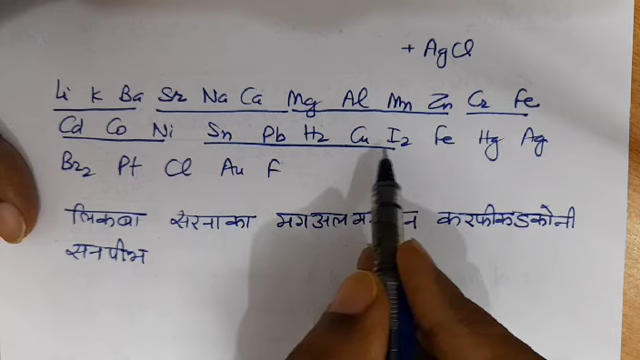 + AgCl
Li K Ba Sr Na Ca Mg Al Mn Zn Cr Fe
Cd Co Ni Sn Pb H2 Cu I2 Fe Hg Ag
Br2 Pt Cl Au F
लिकबा सरनाका मगअलम न करफीकडकोनी
सनपीभ